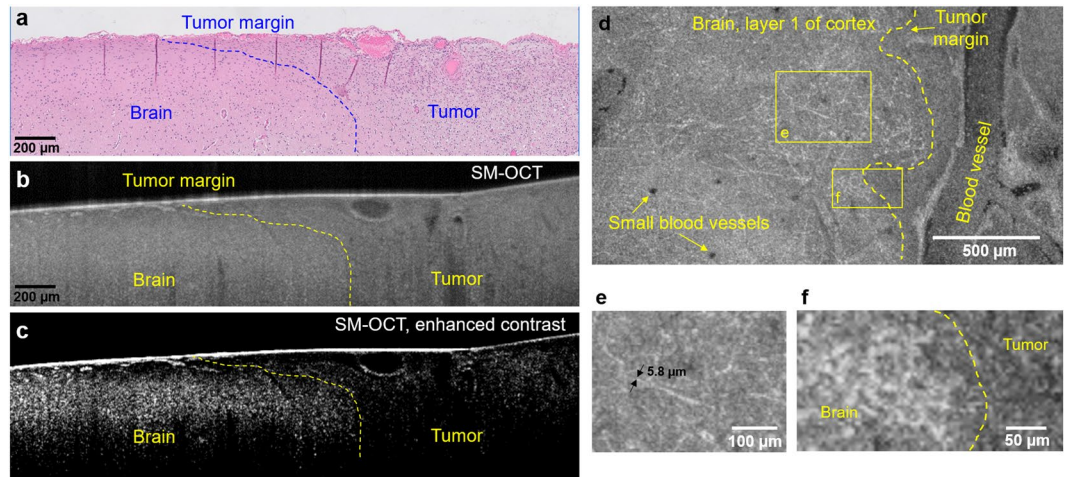 a
Tumor margin
Brain
Tumor
200 µm
b
SM-OCT
Tumor margin
Brain
Tumor
200 µm
c
SM-OCT, enhanced contrast
Brain
Tumor
d
Brain, layer 1 of cortex
Tumor
margin
e
f
Small blood vessels
Blood vessel
500 µm
e
5.8 µm
100 µm
f
Tumor
Brain
50 µm